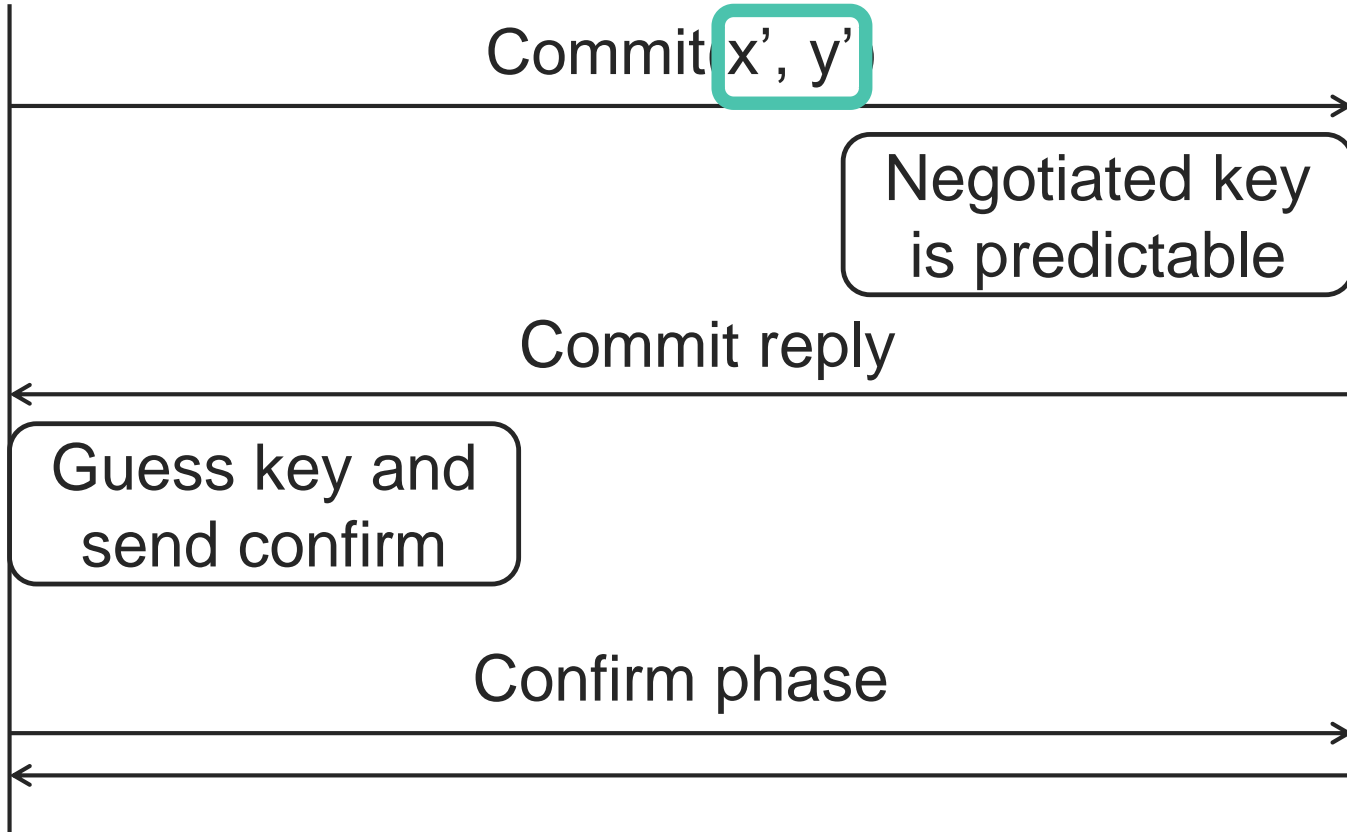 Commit(x’, y’)
Negotiated key
is predictable
Commit reply
Guess key and
send confirm
Confirm phase